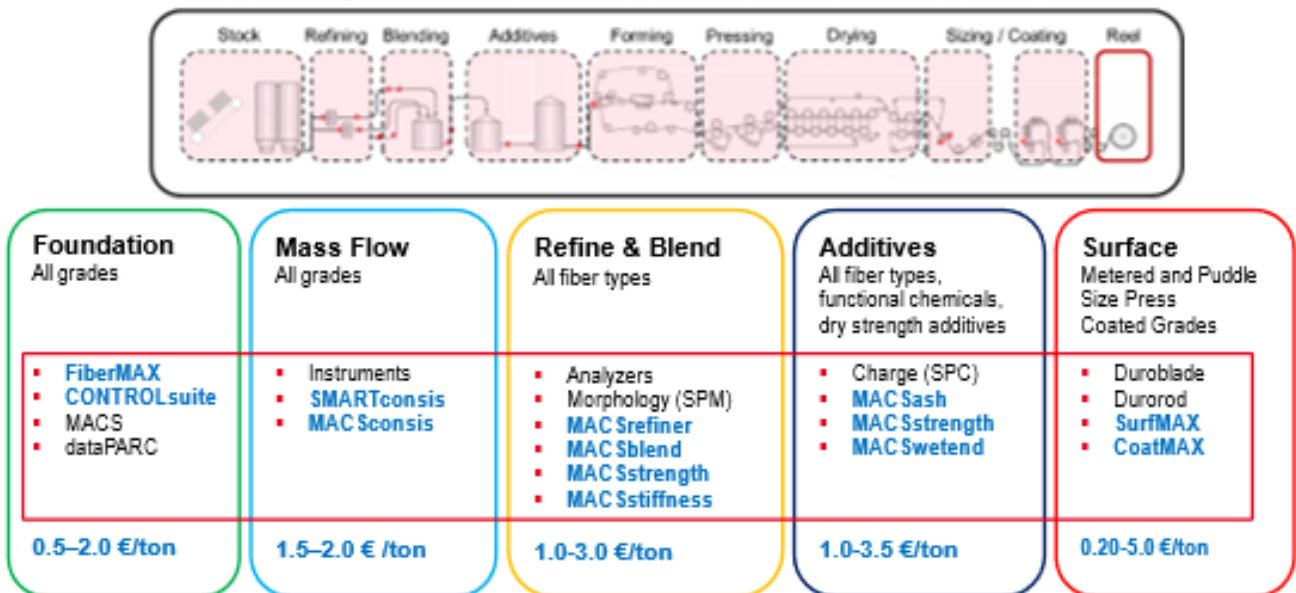 Stock Refining Blending Additives Forming Pressing Drying Sizing / Coating Reel
Foundation
All grades
▪ FiberMAX
▪ CONTROLsuite
▪ MACS
▪ dataPARC
0.5–2.0 €/ton
Mass Flow
All grades
▪ Instruments
▪ SMARTconsis
▪ MACSconsis
1.5–2.0 € /ton
Refine & Blend
All fiber types
▪ Analyzers
▪ Morphology (SPM)
▪ MACSrefiner
▪ MACSblend
▪ MACSstrength
▪ MACSstiffness
1.0-3.0 €/ton
Additives
All fiber types,
functional chemicals,
dry strength additives
▪ Charge (SPC)
▪ MACSash
▪ MACSstrength
▪ MACSwetend
1.0-3.5 €/ton
Surface
Metered and Puddle
Size Press
Coated Grades
▪ Duroblade
▪ Durorod
▪ SurfMAX
▪ CoatMAX
0.20-5.0 €/ton